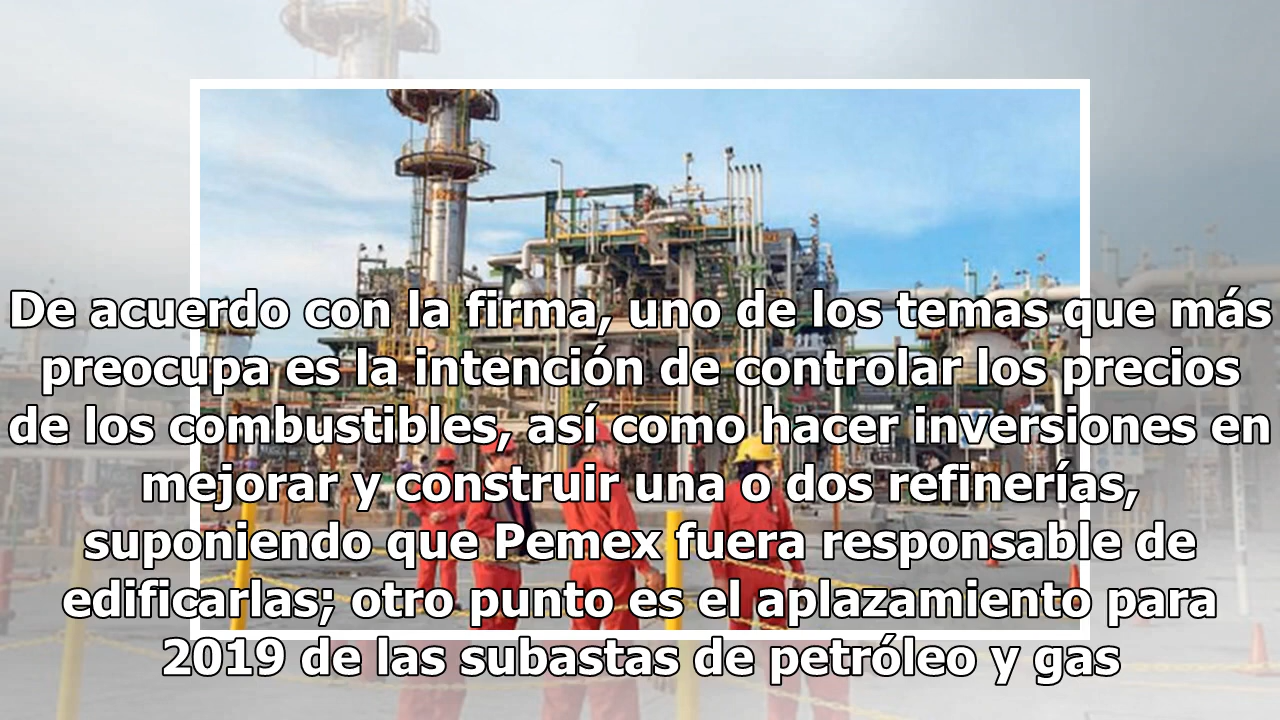 De acuerdo con la firma, uno de los temas que más
preocupa es la intención de controlar los precios
de los combustibles, así como hacer inversiones en
mejorar y construir una o dos refinerías,
suponiendo que Pemex fuera responsable de
edificarlas; otro punto es el aplazamiento para
2019 de las subastas de petróleo y gas